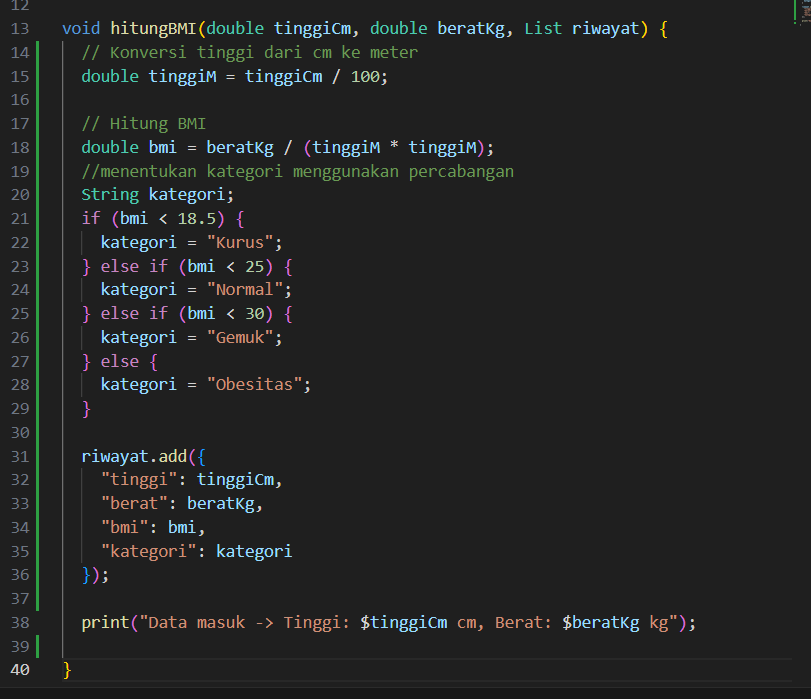 12
13 void hitungBMI(double tinggiCm, double beratKg, List riwayat) {
14 // Konversi tinggi dari cm ke meter
15 double tinggiM = tinggiCm / 100;
16
17 // Hitung BMI
18 double bmi = beratKg / (tinggiM * tinggiM);
19 //menentukan kategori menggunakan percabangan
20 String kategori;
21 if (bmi < 18.5) {
22 kategori = "Kurus";
23 } else if (bmi < 25) {
24 kategori = "Normal";
25 } else if (bmi < 30) {
26 kategori = "Gemuk";
27 } else {
28 kategori = "Obesitas";
29 }
30
31 riwayat.add({
32 "tinggi": tinggiCm,
33 "berat": beratKg,
34 "bmi": bmi,
35 "kategori": kategori
36 });
37
38 print("Data masuk -> Tinggi: $tinggiCm cm, Berat: $beratKg kg");
39
40 }